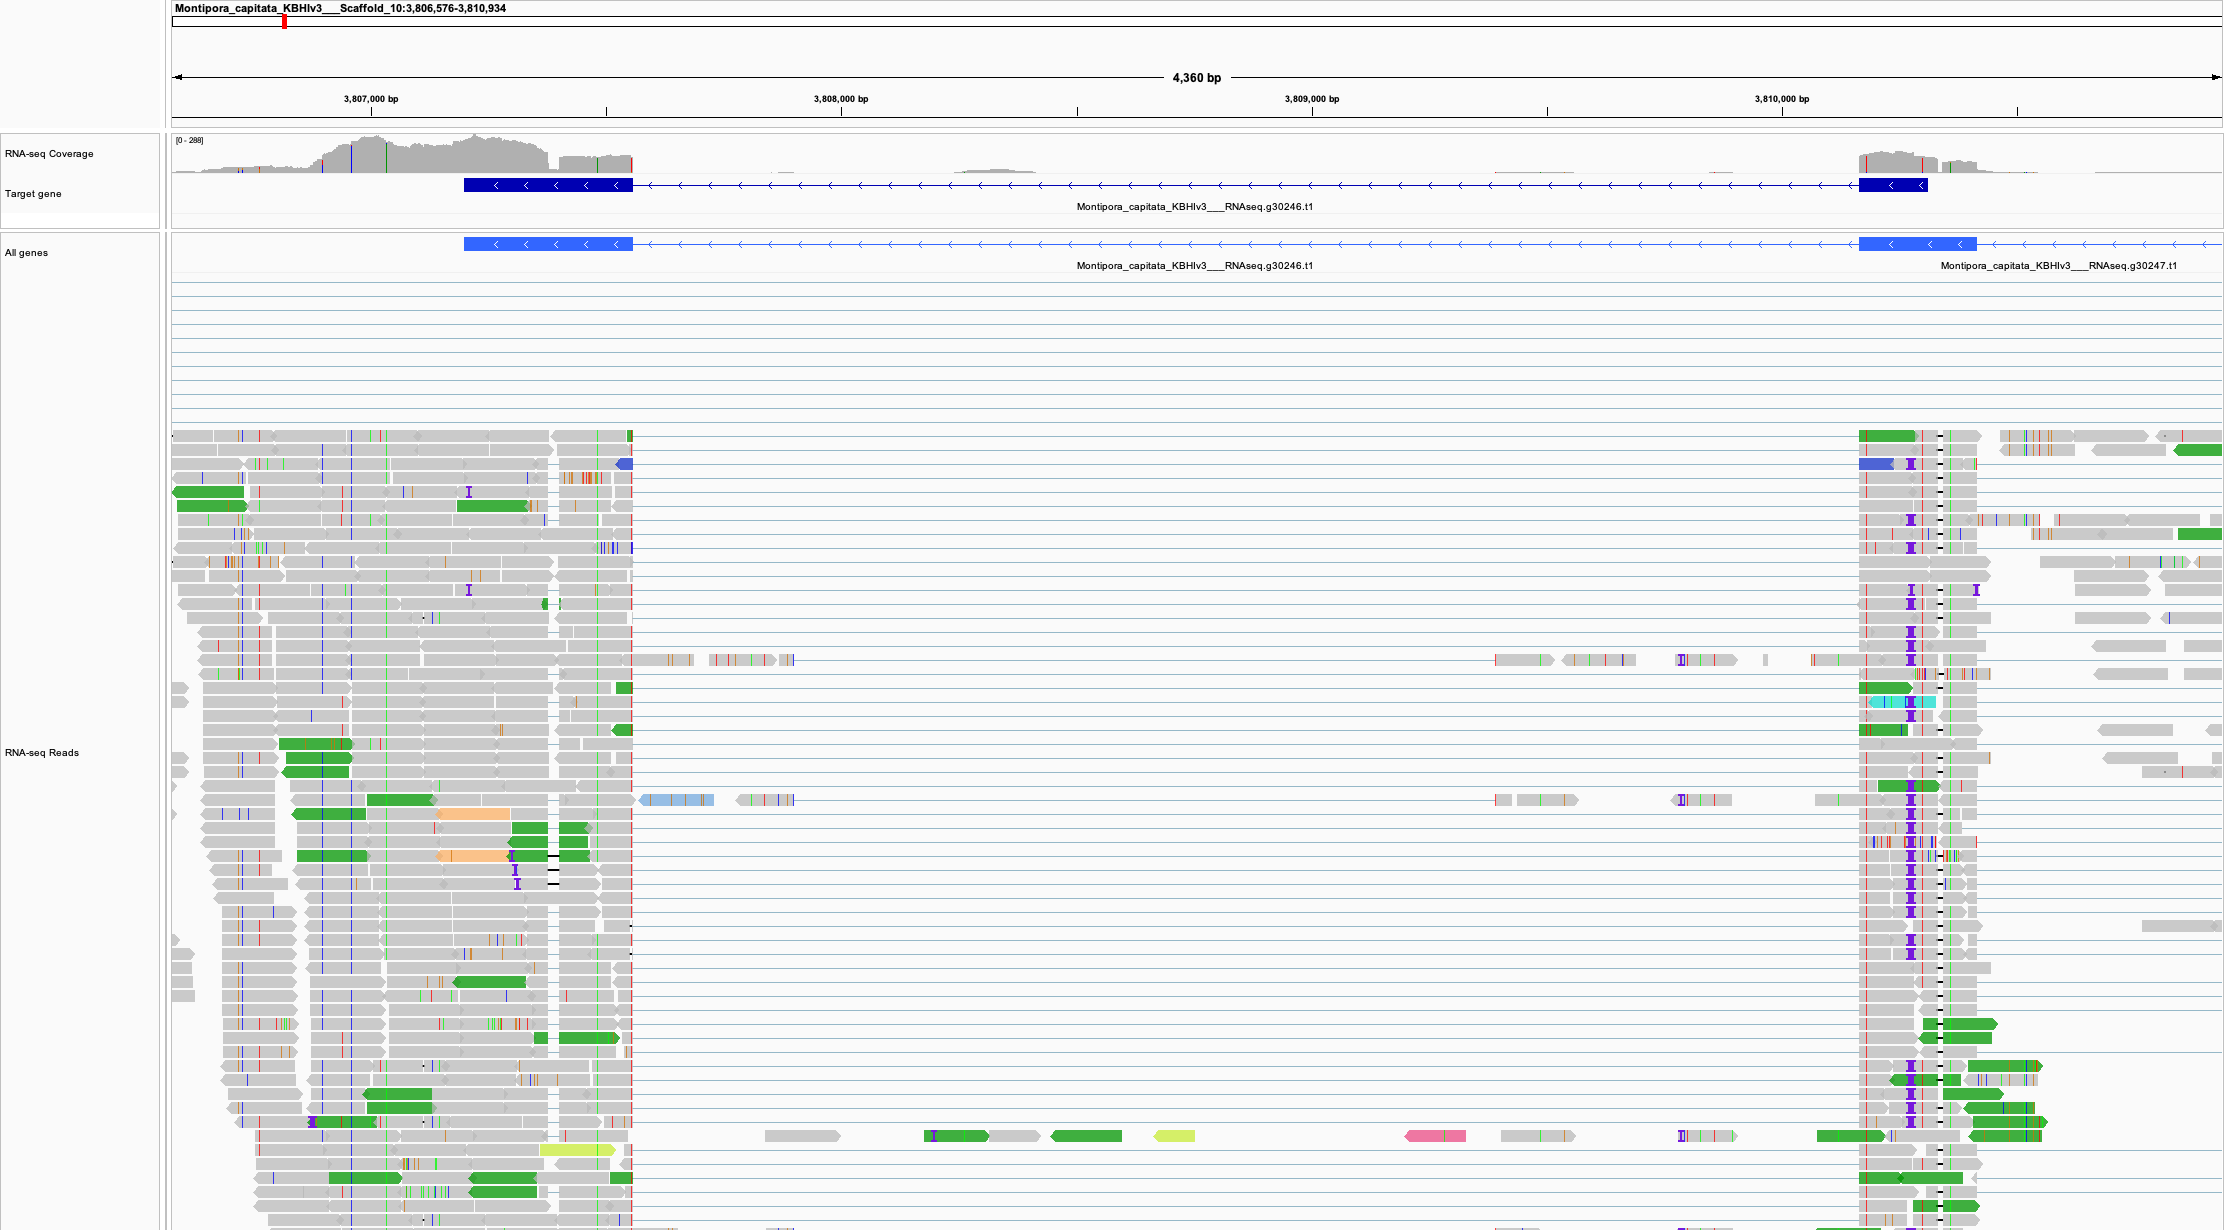 Montipora_capitata_KBHIv3___Scaffold_10:3,806,576-3,810,934
4,360 bp
3,807,000 bp 3,808,000 bp 3,809,000 bp 3,810,000 bp
[0 - 288]
RNA-seq Coverage
Target gene
Montipora_capitata_KBHIv3___RNAseq.g30246.t1
All genes
Montipora_capitata_KBHIv3___RNAseq.g30246.t1 Montipora_capitata_KBHIv3___RNAseq.g30247.t1
RNA-seq Reads